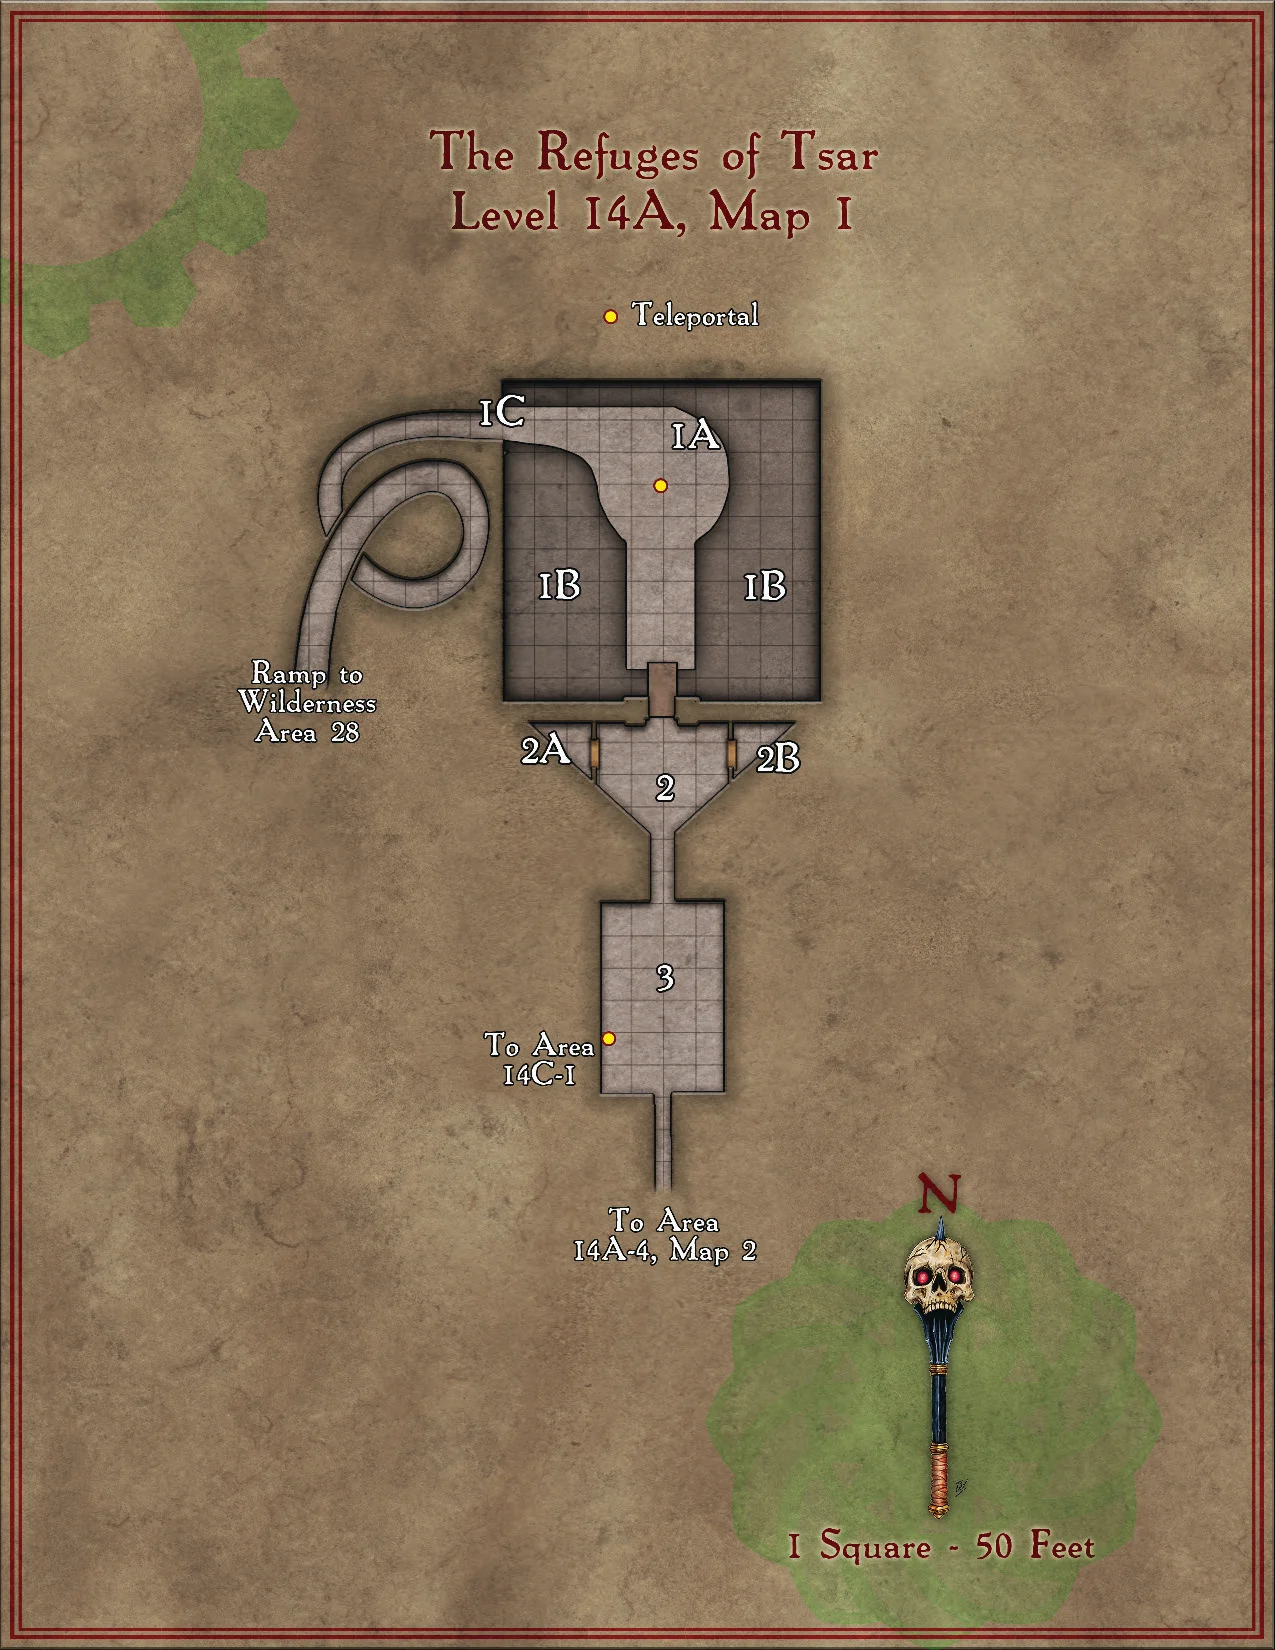 The Refuges of Tsar
Level 14A, Map 1
Teleportal
1C
1A
1B
1B
Ramp to
Wilderness
Area 28
2A
2B
2
3
To Area
14C-1
To Area
14A-4, Map 2
N
1 Square - 50 Feet